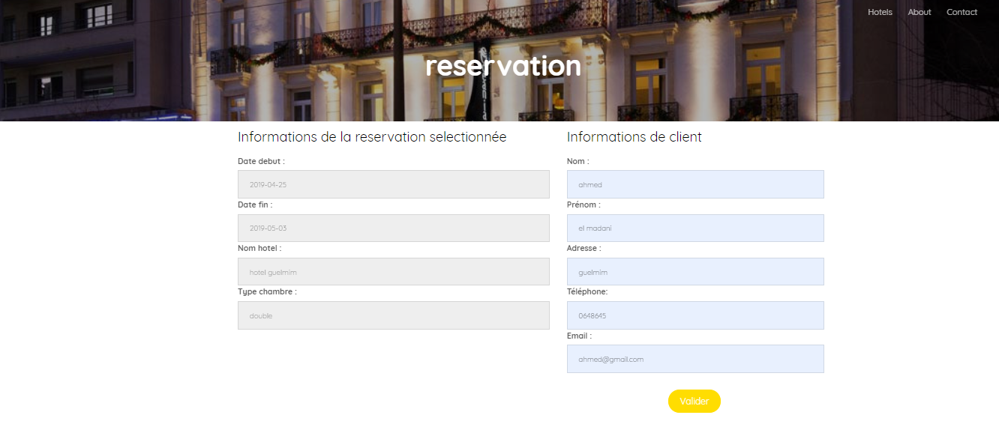 Hotels About Contact
reservation
Informations de la reservation selectionnée
Date debut :
2019-04-25
Date fin :
2019-05-03
Nom hotel :
hotel guelmim
Type chambre :
double
Informations de client
Nom :
ahmed
Prénom :
el madani
Adresse :
guelmim
Téléphone:
0648645
Email :
ahmed@gmail.com
Valider